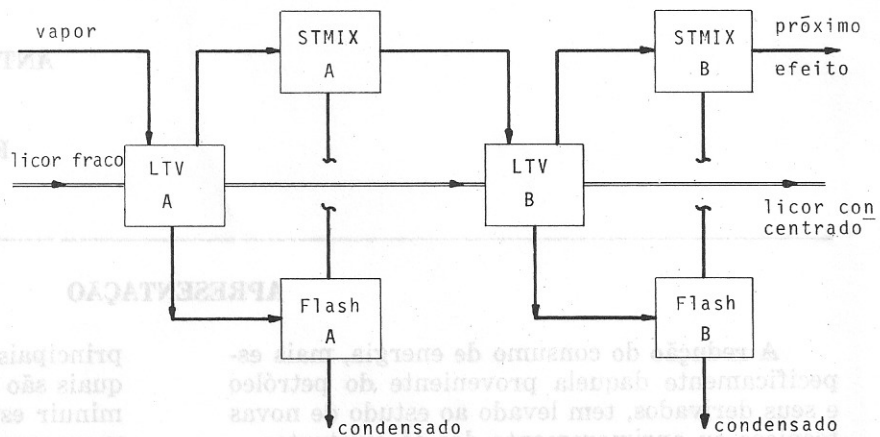 vapor
STMIX
A
STMIX
B
próximo
efeito
ANT
licor fraco
LTV
A
LTV
B
licor con
centrado
APRESENTAÇÃO
Flash
A
Flash
B
A redução do consumo de energia, mais es-
pecificamente daquela proveniente do petróleo
e seus derivados, tem levado ao estudo de novas
principais
quais são
minuir es
condensado
condensado